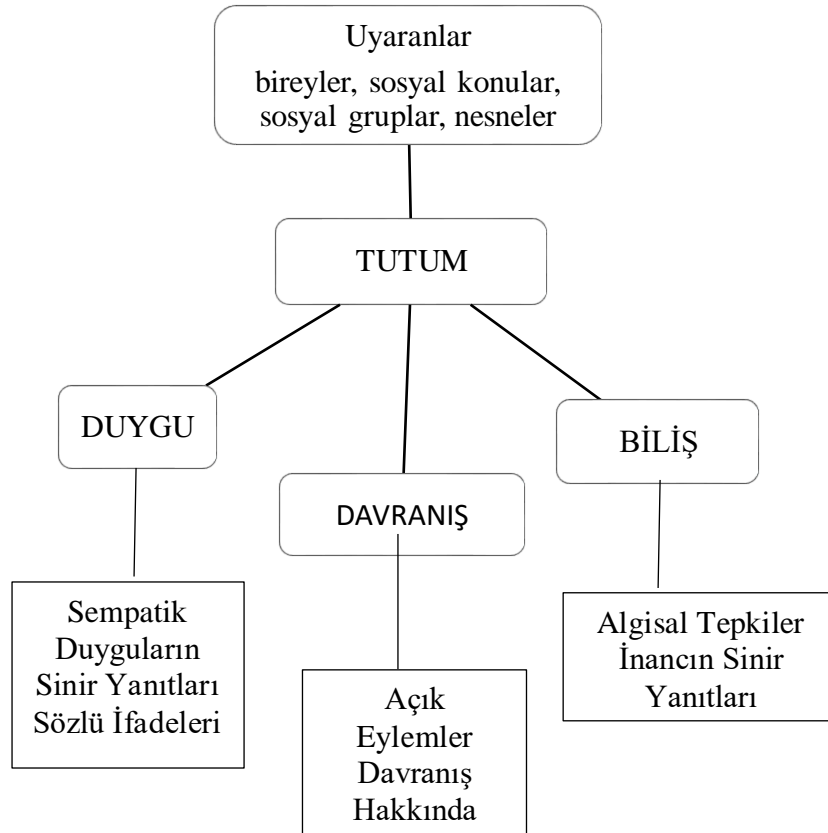 Uyaranlar
bireyler, sosyal konular,
sosyal gruplar, nesneler
TUTUM
DUYGU
DAVRANIŞ
BİLİŞ
Sempatik
Duyguların
Sinir Yanıtları
Sözlü İfadeleri
Açık
Eylemler
Davranış
Hakkında
Algisal Tepkiler
İnancın Sinir
Yanıtları